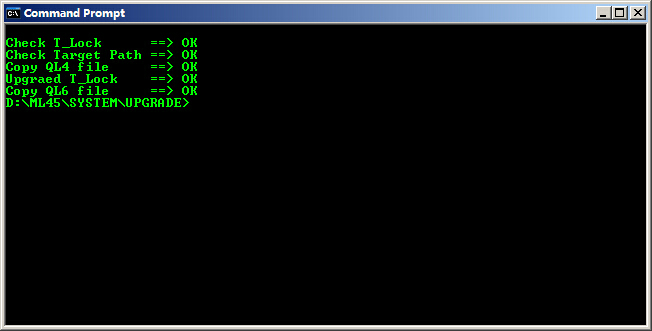 Command Prompt
Check T_Lock      ==> OK
Check Target Path ==> OK
Copy QL4 file     ==> OK
Upgraed T_Lock    ==> OK
Copy QL6 file     ==> OK
D:\ML45\SYSTEM\UPGRADE>